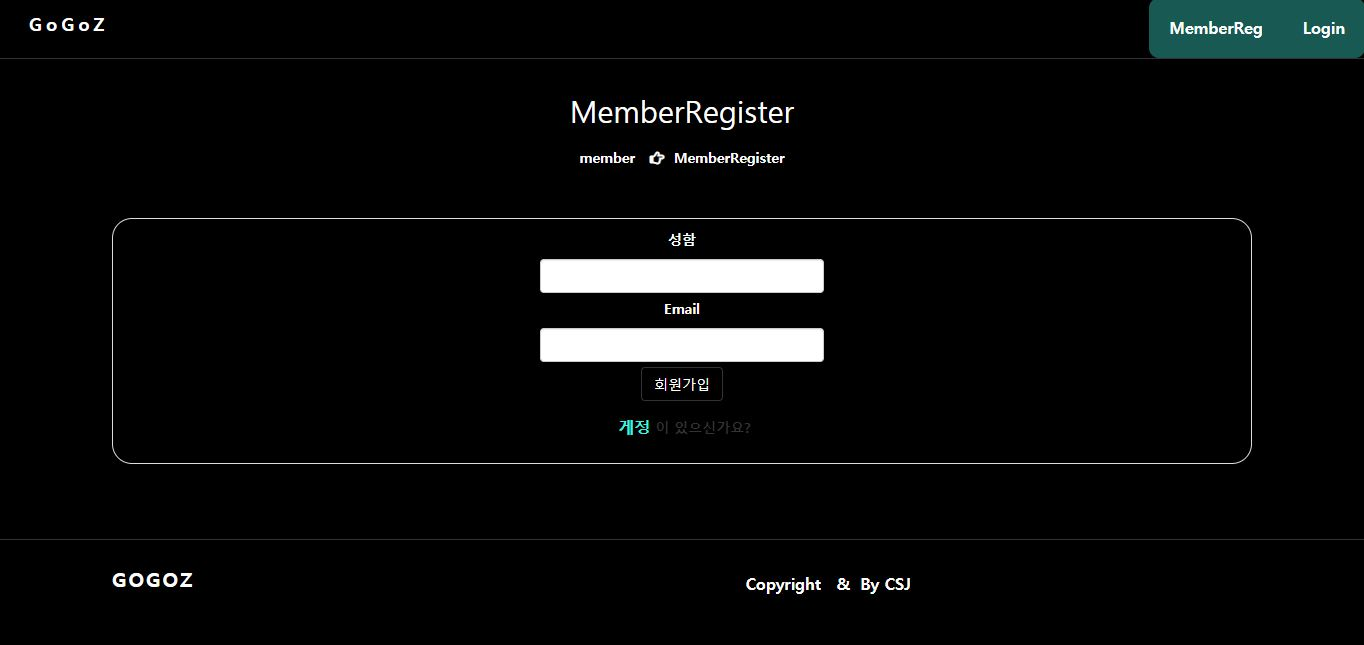 GoGoZ
MemberReg Login
MemberRegister
member MemberRegister
성함
Email
회원가입
계정 이 있으신가요?
GOGOZ
Copyright & By CSJ